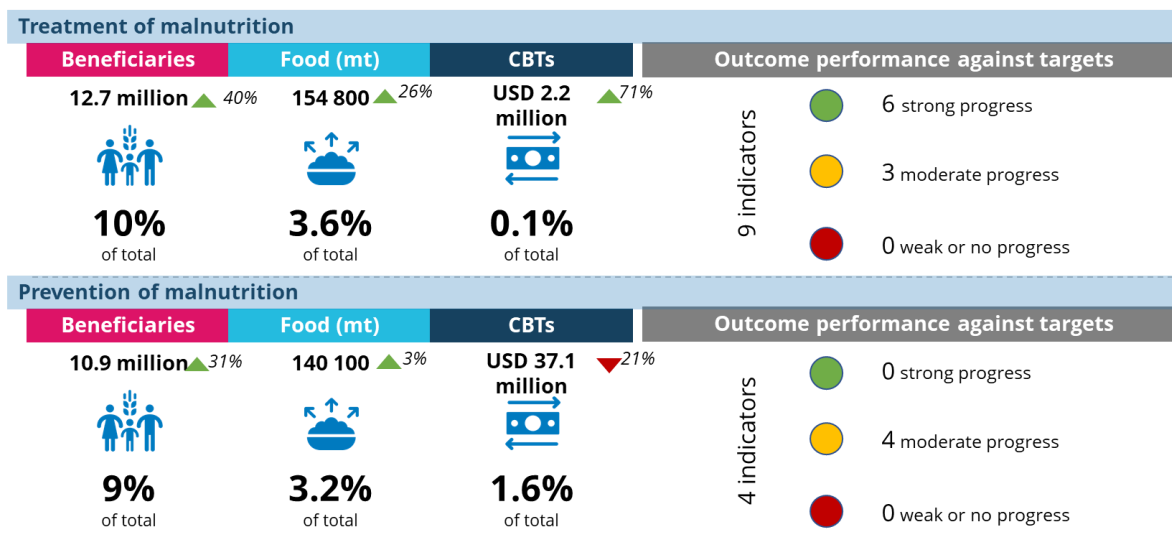 Treatment of malnutrition
Beneficiaries
Food (mt)
CBTs
Outcome performance against targets
12.7 million
40%
154 800
26%
USD 2.2
million
71%
10%
of total
3.6%
of total
0.1%
of total
9 indicators
6 strong progress
3 moderate progress
0 weak or no progress
Prevention of malnutrition
Beneficiaries
Food (mt)
CBTs
Outcome performance against targets
10.9 million
31%
140 100
3%
USD 37.1
million
21%
9%
of total
3.2%
of total
1.6%
of total
4 indicators
0 strong progress
4 moderate progress
0 weak or no progress